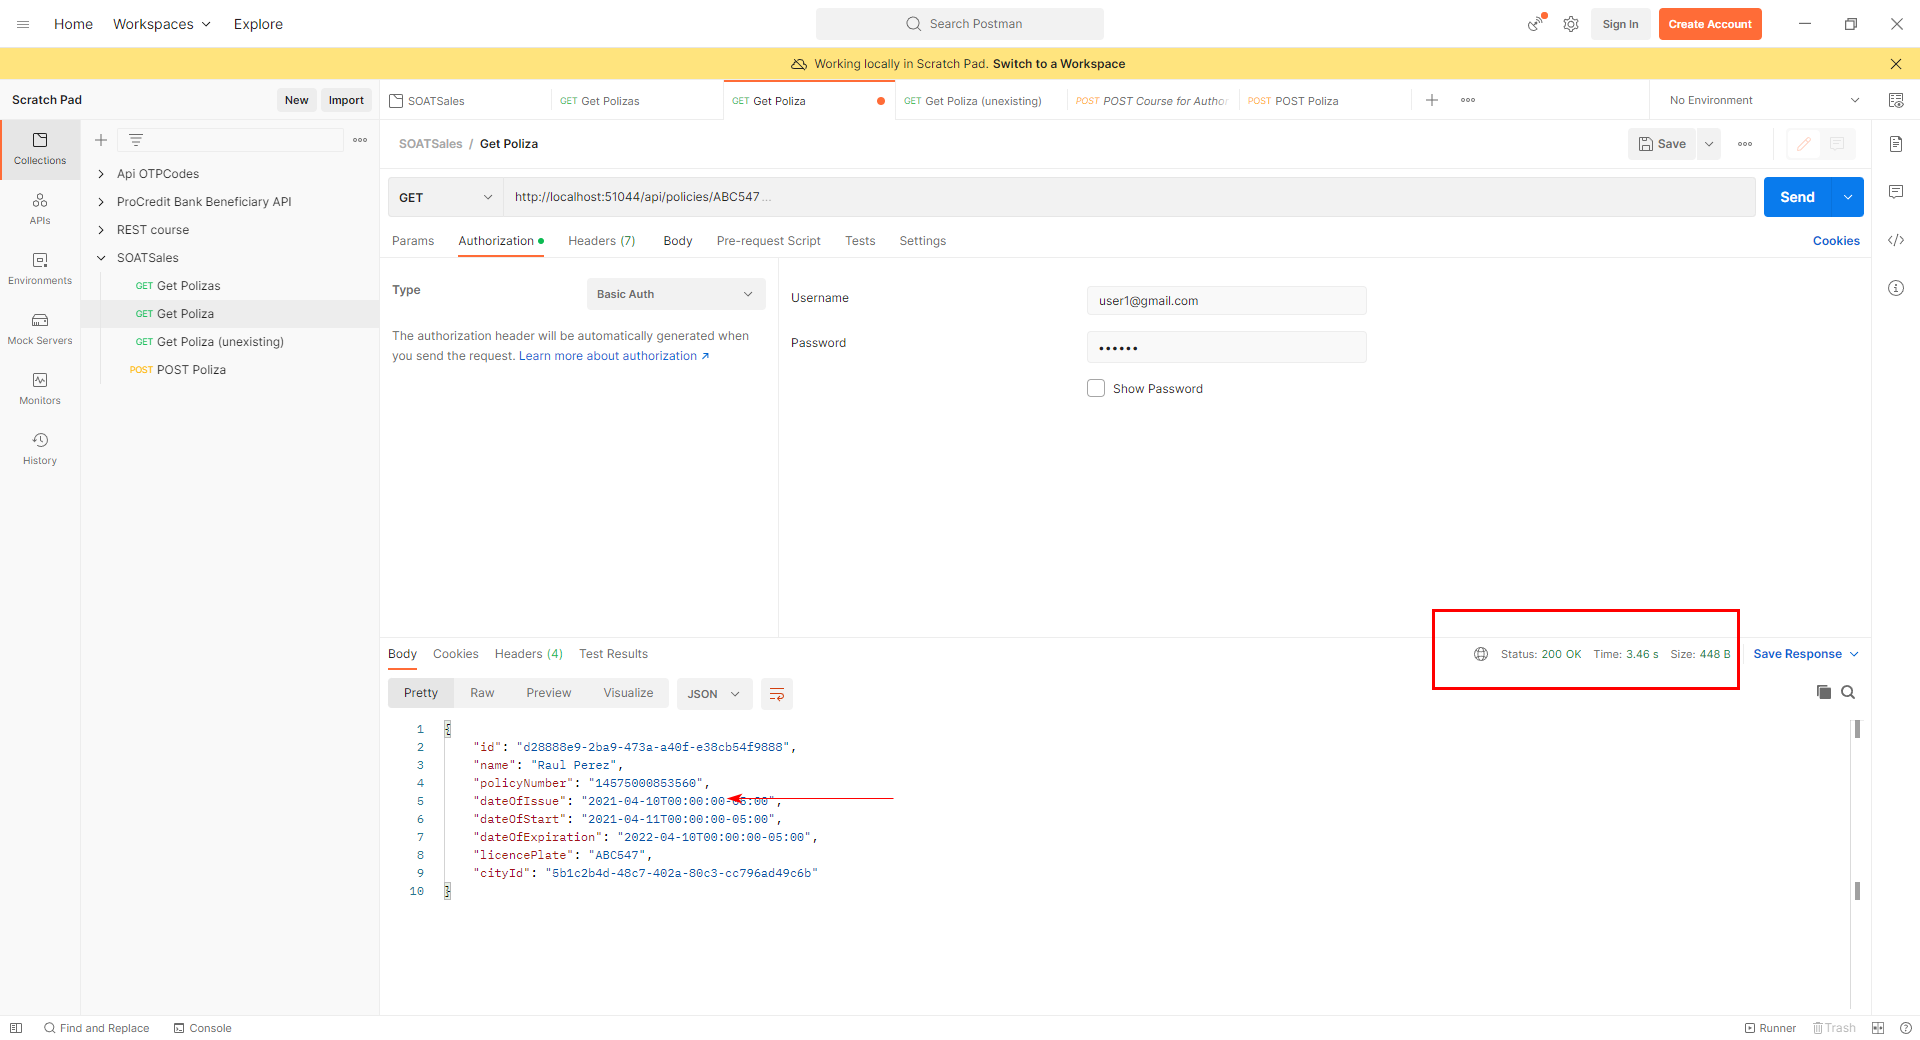 Home Workspaces Explore Search Postman Sign In Create Account
Working locally in Scratch Pad. Switch to a Workspace
Scratch Pad New Import
SOATSales GET Get Polizas GET Get Poliza GET Get Poliza (unexisting) POST POST Course for Author POST POST Poliza No Environment
Collections
APIs
Environments
Mock Servers
Monitors
History
Api OTPCodes
ProCredit Bank Beneficiary API
REST course
SOATSales
GET Get Polizas
GET Get Poliza
GET Get Poliza (unexisting)
POST POST Poliza
SOATSales / Get Poliza Save
GET http://localhost:51044/api/policies/ABC547 ... Send
Params Authorization Headers (7) Body Pre-request Script Tests Settings Cookies
Type Basic Auth
The authorization header will be automatically generated when
you send the request. Learn more about authorization ↗
Username user1@gmail.com
Password ••••••
Show Password
Body Cookies Headers (4) Test Results Status: 200 OK Time: 3.46 s Size: 448 B Save Response
Pretty Raw Preview Visualize JSON
1 {
2 "id": "d28888e9-2ba9-473a-a40f-e38cb54f9888",
3 "name": "Raul Perez",
4 "policyNumber": "14575000853560",
5 "dateOfIssue": "2021-04-10T00:00:00-05:00",
6 "dateOfStart": "2021-04-11T00:00:00-05:00",
7 "dateOfExpiration": "2022-04-10T00:00:00-05:00",
8 "licencePlate": "ABC547",
9 "cityId": "5b1c2b4d-48c7-402a-80c3-cc796ad49c6b"
10 }
Find and Replace Console Runner Trash